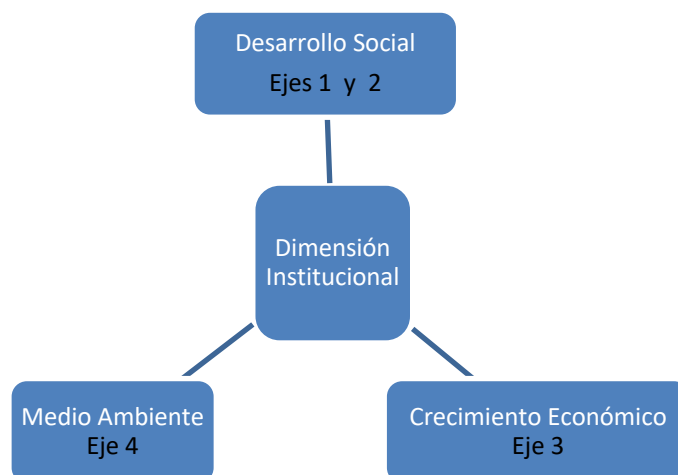 Desarrollo Social
Ejes 1 y 2
Dimensión
Institucional
Medio Ambiente
Eje 4
Crecimiento Económico
Eje 3